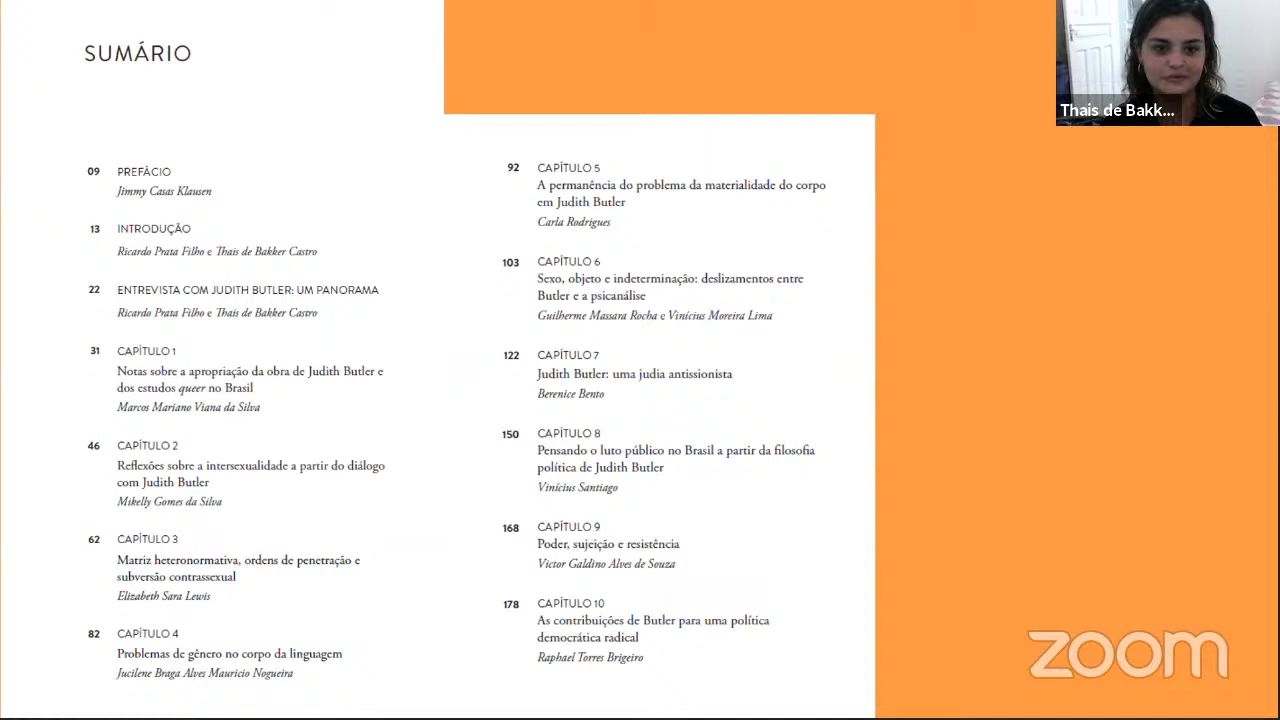 SUMÁRIO
09 PREFÁCIO
Jimmy Casas Klausen
13 INTRODUÇÃO
Ricardo Prata Filho e Thais de Bakker Castro
22 ENTREVISTA COM JUDITH BUTLER: UM PANORAMA
Ricardo Prata Filho e Thais de Bakker Castro
31 CAPÍTULO 1
Notas sobre a apropriação da obra de Judith Butler e
dos estudos queer no Brasil
Marcos Mariano Viana da Silva
46 CAPÍTULO 2
Reflexões sobre a intersexualidade a partir do diálogo
com Judith Butler
Mikelly Gomes da Silva
62 CAPÍTULO 3
Matriz heteronormativa, ordens de penetração e
subversão contrassexual
Elizabeth Sara Lewis
82 CAPÍTULO 4
Problemas de gênero no corpo da linguagem
Jucilene Braga Alves Mauricio Nogueira
92 CAPÍTULO 5
A permanência do problema da materialidade do corpo
em Judith Butler
Carla Rodrigues
103 CAPÍTULO 6
Sexo, objeto e indeterminação: deslizamentos entre
Butler e a psicanálise
Guilherme Massara Rocha e Vinícius Moreira Lima
122 CAPÍTULO 7
Judith Butler: uma judia antissionista
Berenice Bento
150 CAPÍTULO 8
Pensando o luto público no Brasil a partir da filosofia
política de Judith Butler
Vinícius Santiago
168 CAPÍTULO 9
Poder, sujeição e resistência
Victor Galdino Alves de Souza
178 CAPÍTULO 10
As contribuições de Butler para uma política
democrática radical
Raphael Torres Brigeiro
Thais de Bakk...
zoom